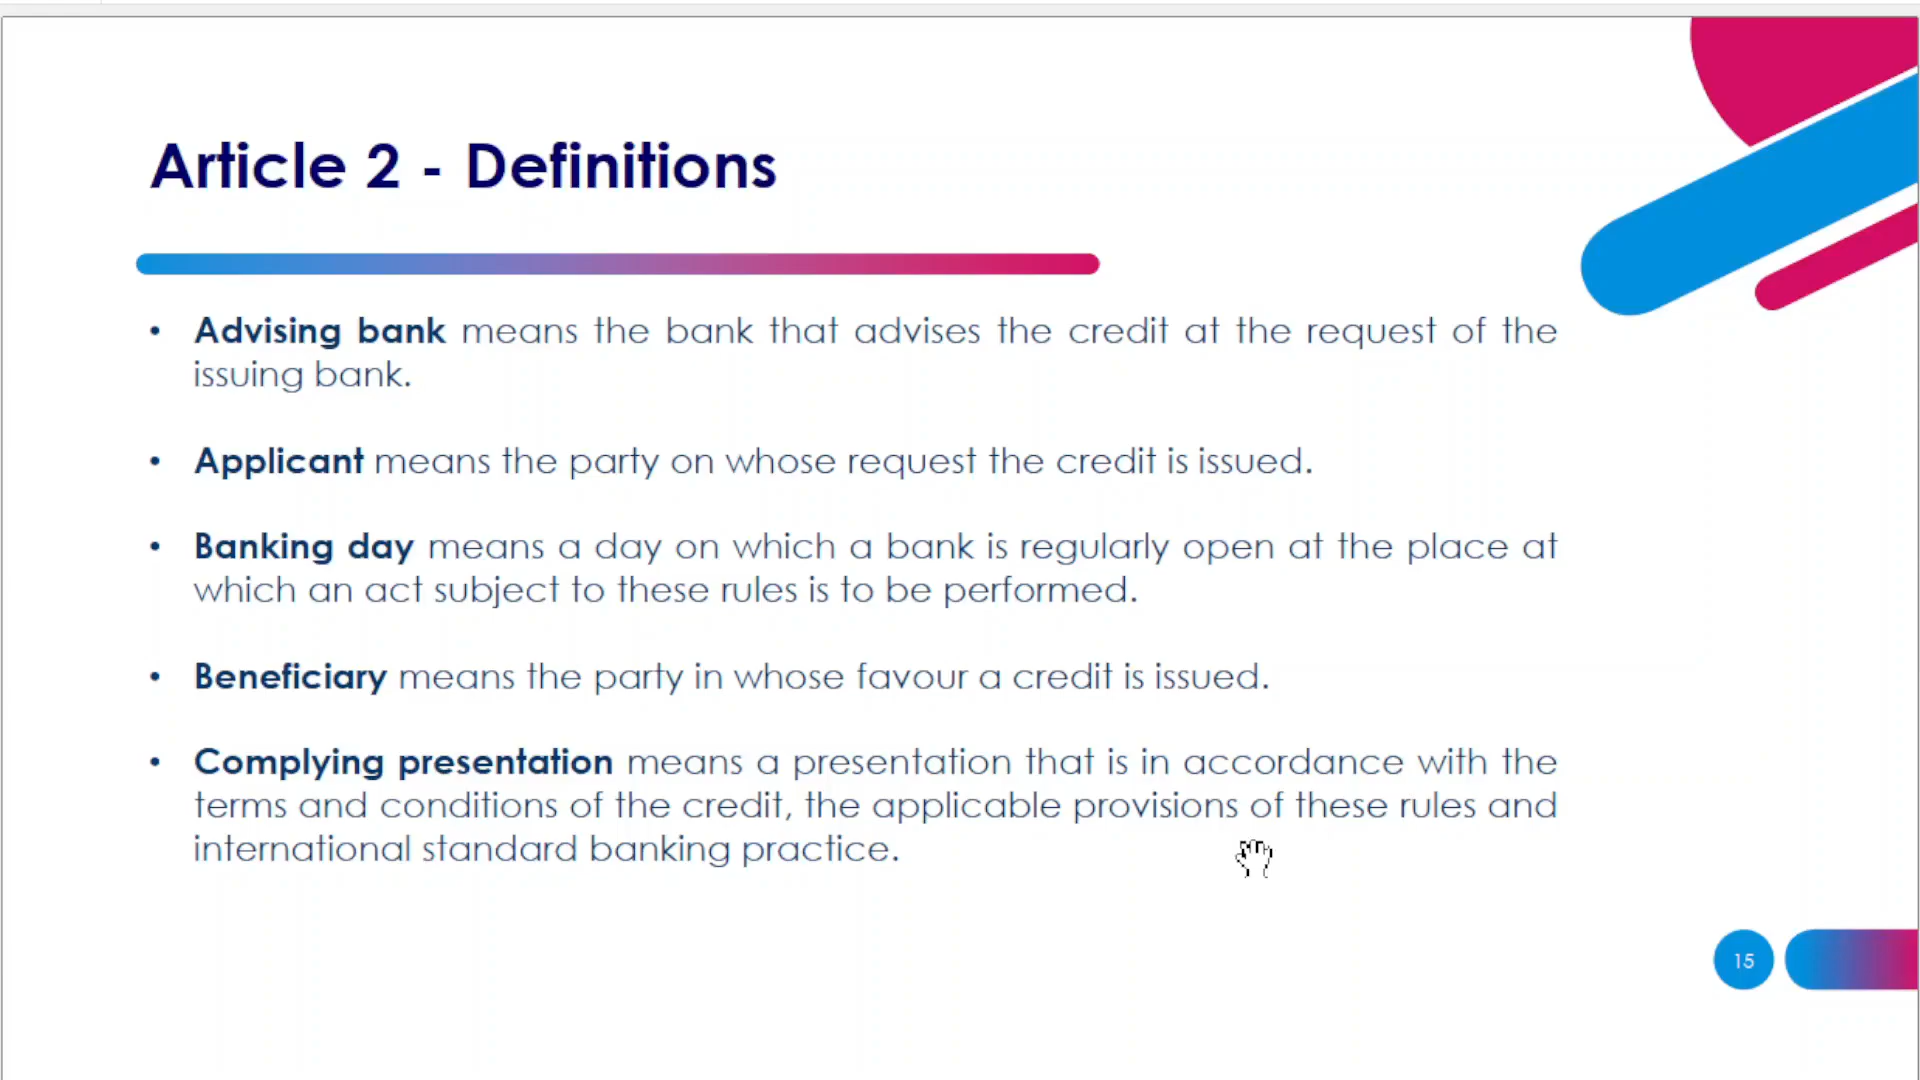 Article 2 - Definitions
• Advising bank means the bank that advises the credit at the request of the
issuing bank.
• Applicant means the party on whose request the credit is issued.
• Banking day means a day on which a bank is regularly open at the place at
which an act subject to these rules is to be performed.
• Beneficiary means the party in whose favour a credit is issued.
• Complying presentation means a presentation that is in accordance with the
terms and conditions of the credit, the applicable provisions of these rules and
international standard banking practice.
15